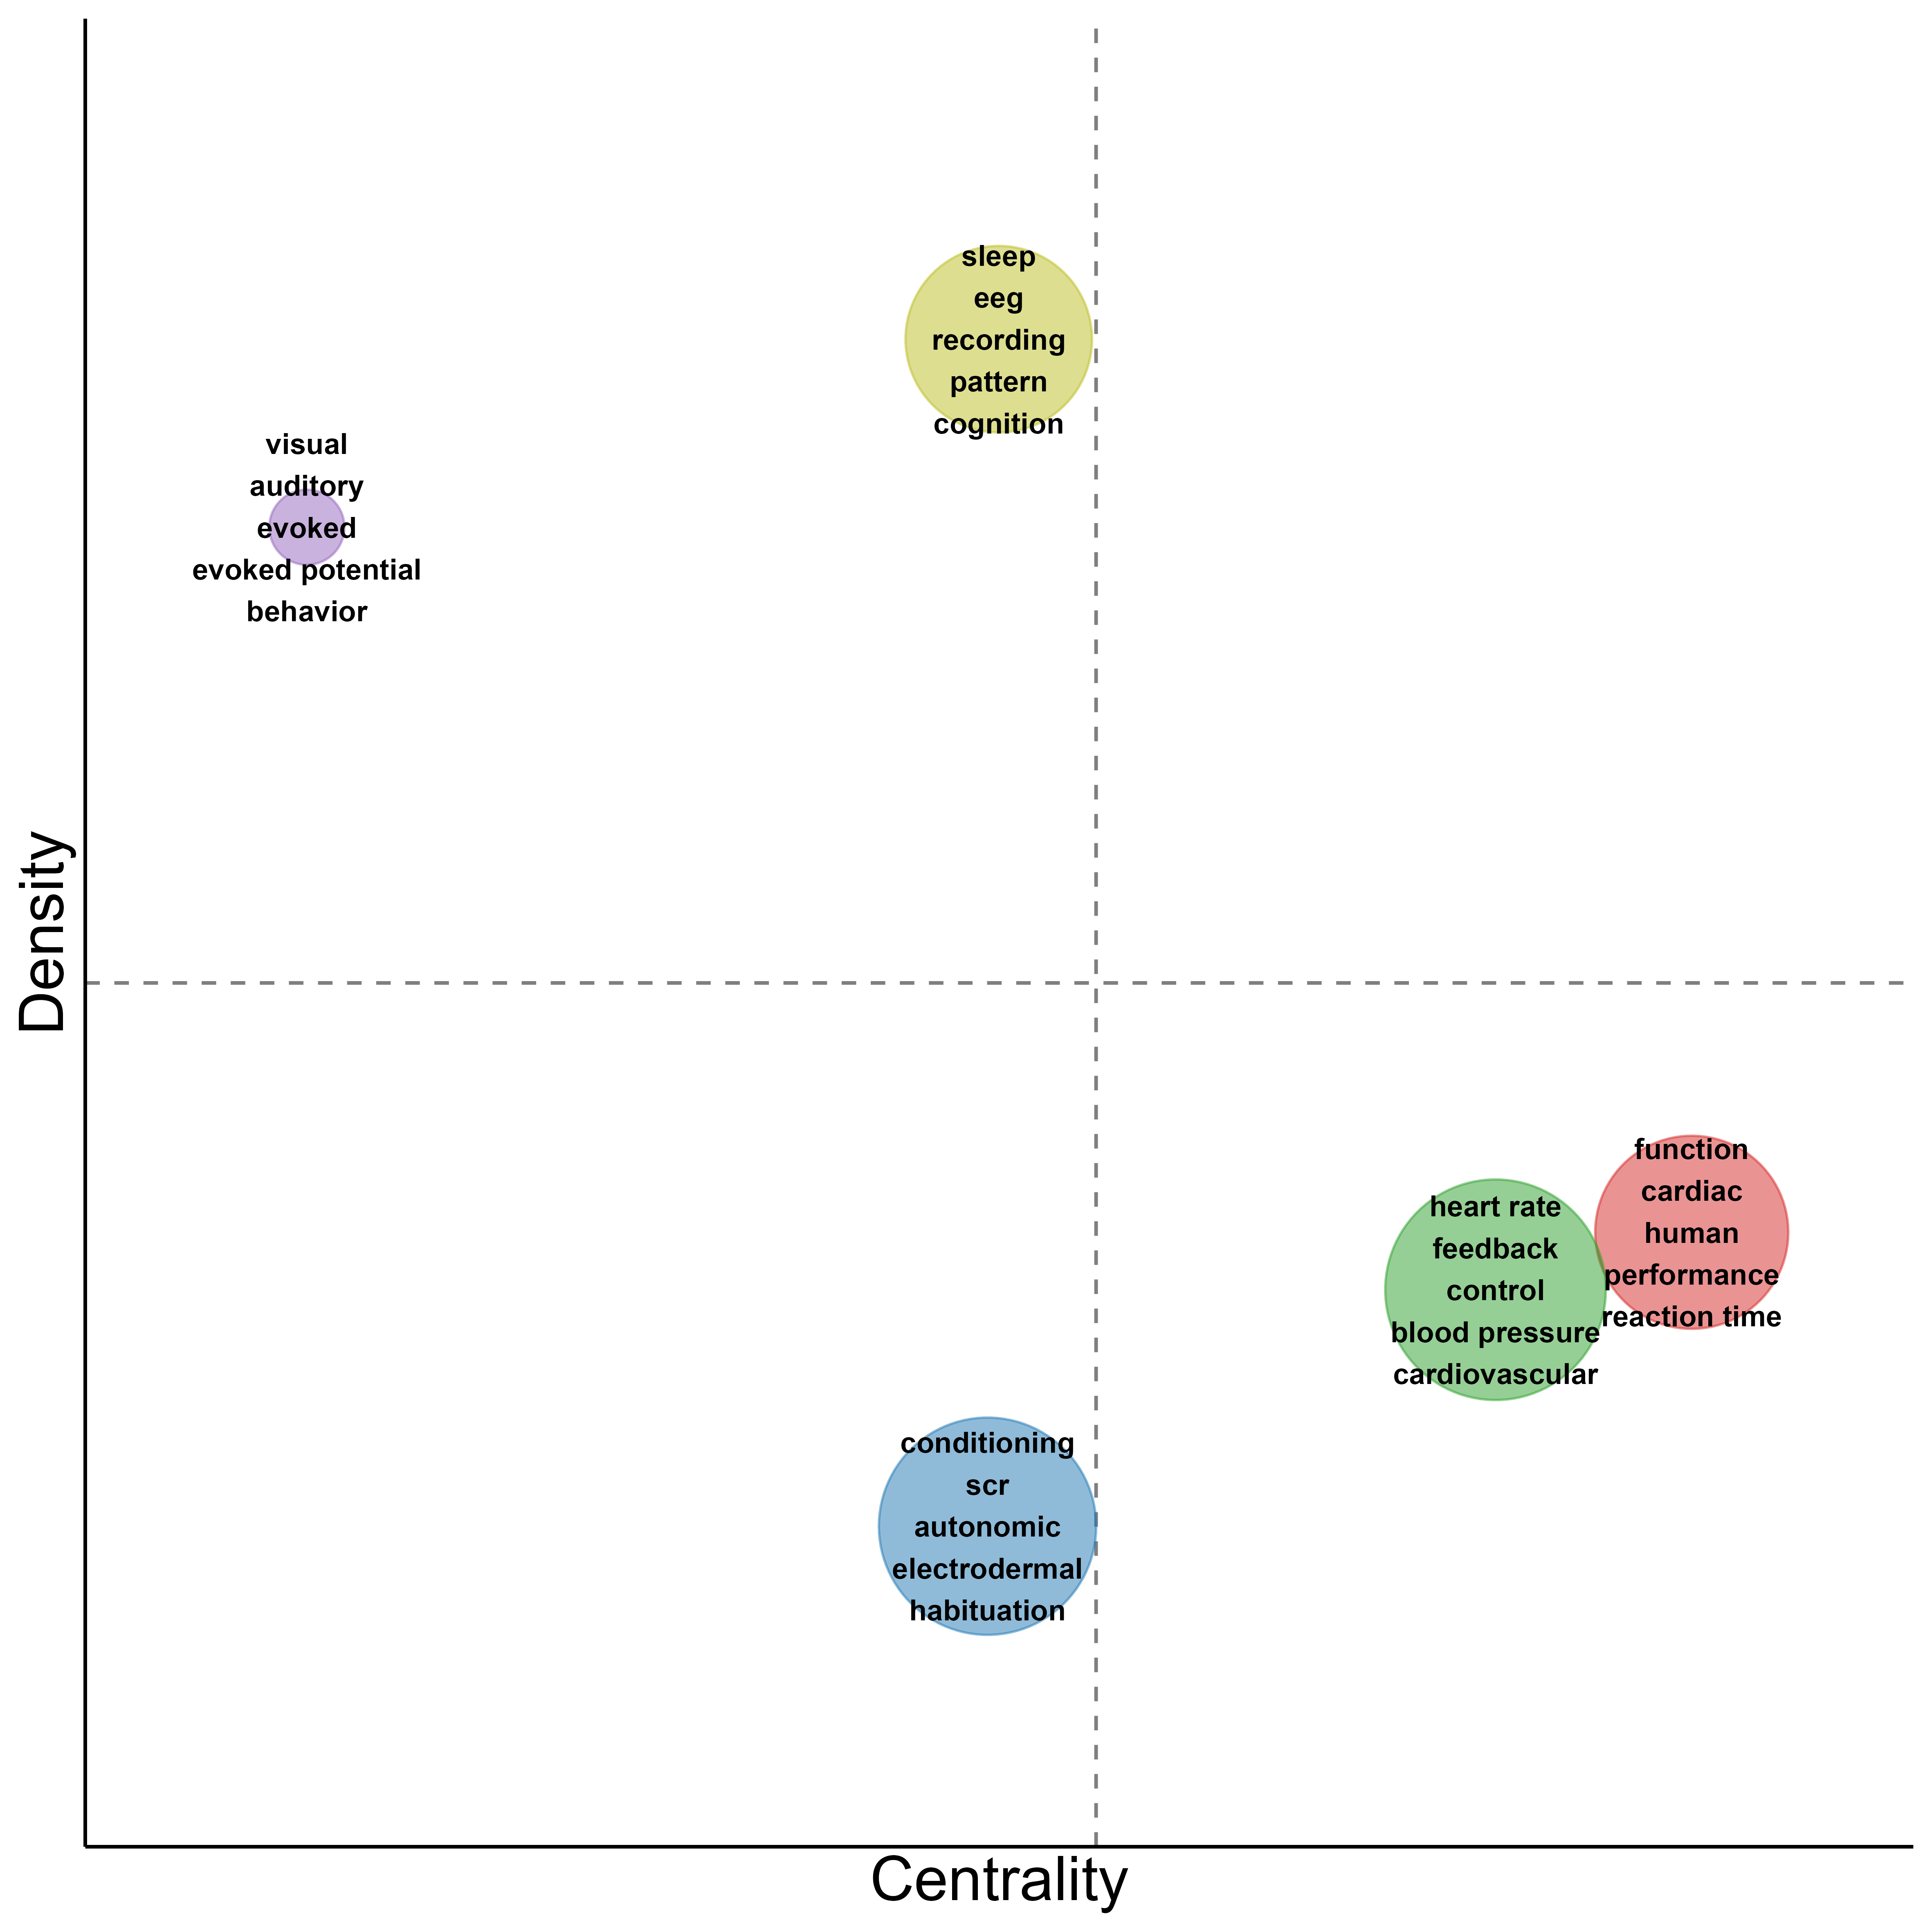 sleep
eeg
recording
pattern
cognition
visual
auditory
evoked
evoked potential
behavior
Density
function
cardiac
human
performance
reaction time
heart rate
feedback
control
blood pressure
cardiovascular
conditioning
scr
autonomic
electrodermal
habituation
Centrality